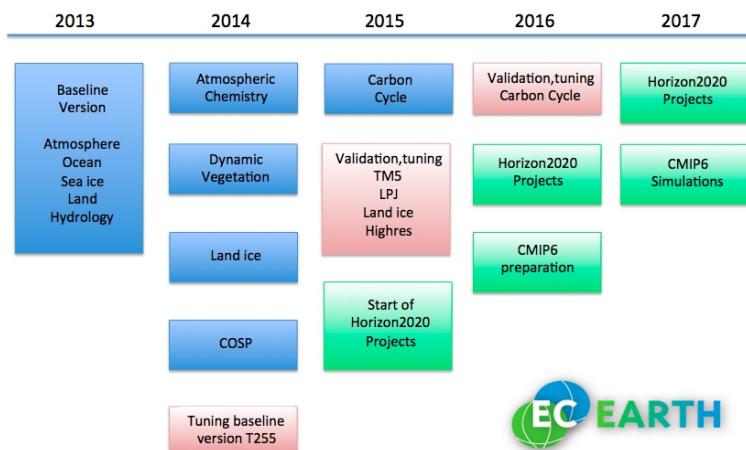 2013 2014 2015 2016 2017
Baseline
Version
Atmosphere
Ocean
Sea ice
Land
Hydrology
Atmospheric
Chemistry
Dynamic
Vegetation
Land ice
COSP
Tuning baseline
version T255
Carbon
Cycle
Validation,tuning
TM5
LPJ
Land ice
Highres
Start of
Horizon2020
Projects
Validation,tuning
Carbon Cycle
Horizon2020
Projects
CMIP6
preparation
Horizon2020
Projects
CMIP6
Simulations
EC EARTH